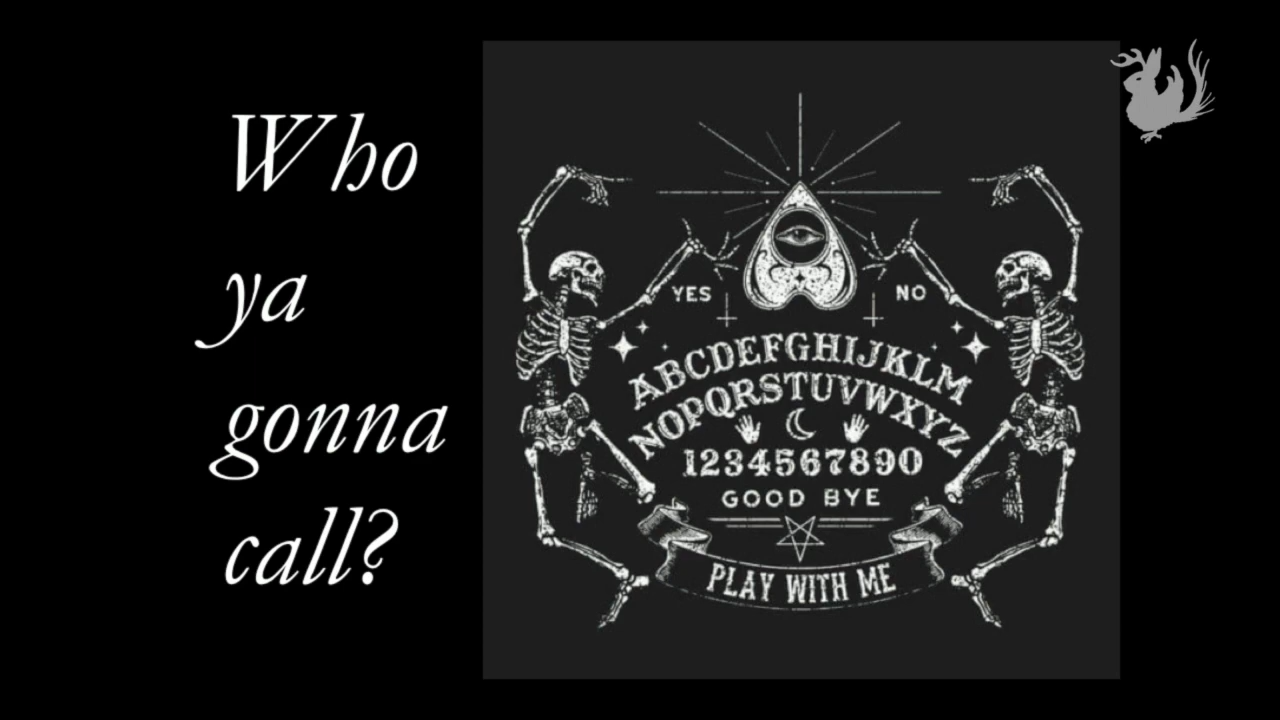 Who
ya
gonna
call?
YES
NO
ABCDEFGHIJKLM
NOPQRSTUVWXYZ
1234567890
GOOD BYE
PLAY WITH ME